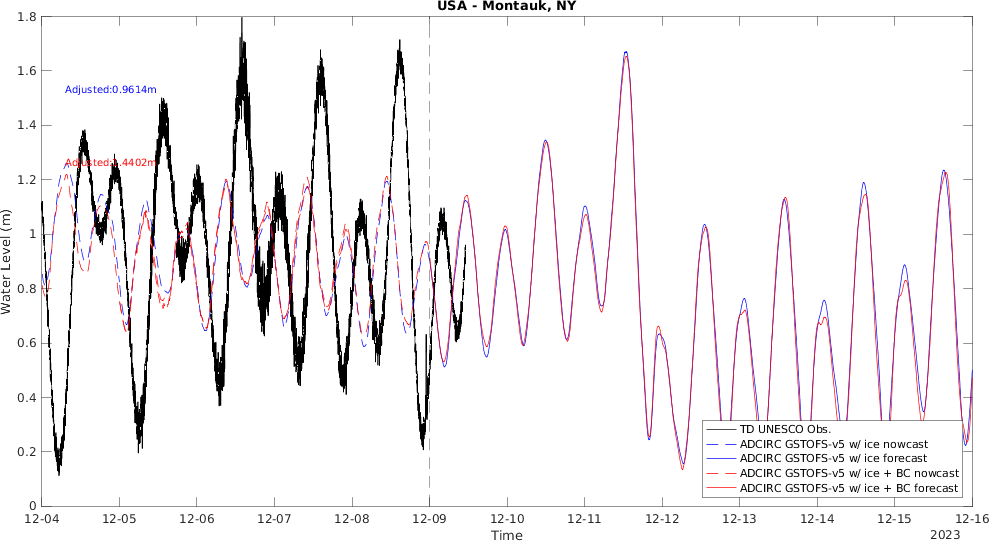 USA - Montauk, NY
1.8
1.6
1.4
1.2
1
0.8
0.6
0.4
0.2
0
Water Level (m)
Adjusted:0.9614m
Adjusted: .4402m
TD UNESCO Obs.
ADCIRC GSTOFS-v5 w/ ice nowcast
ADCIRC GSTOFS-v5 w/ ice forecast
ADCIRC GSTOFS-v5 w/ ice + BC nowcast
ADCIRC GSTOFS-v5 w/ ice + BC forecast
12-04 12-05 12-06 12-07 12-08 12-09 12-10 12-11 12-12 12-13 12-14 12-15 12-16
Time
2023